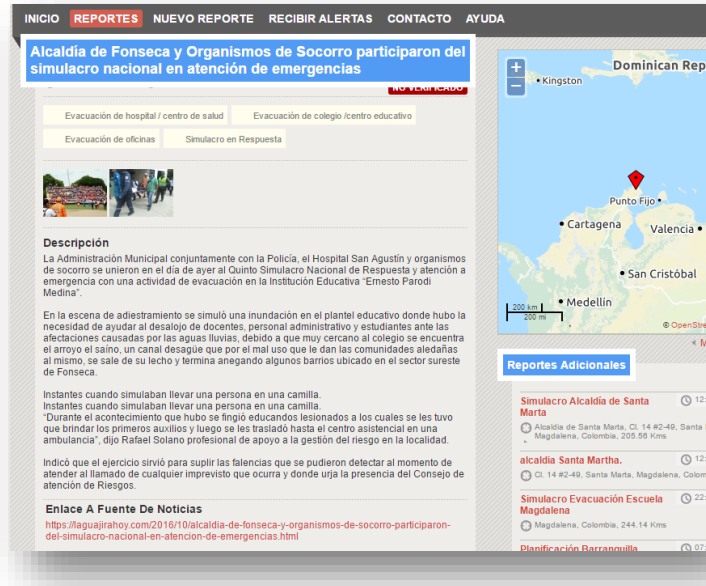 INICIO REPORTES NUEVO REPORTE RECIBIR ALERTAS CONTACTO AYUDA
Alcaldía de Fonseca y Organismos de Socorro participaron del
simulacro nacional en atención de emergencias
NO VERIFICADO
Evacuación de hospital / centro de salud
Evacuación de colegio /centro educativo
Evacuación de oficinas
Simulacro en Respuesta
Descripción
La Administración Municipal conjuntamente con la Policía, el Hospital San Agustín y organismos
de socorro se unieron en el día de ayer al Quinto Simulacro Nacional de Respuesta y atención a
emergencia con una actividad de evacuación en la Institución Educativa “Ernesto Parodi
Medina”.
En la escena de adiestramiento se simuló una inundación en el plantel educativo donde hubo la
necesidad de ayudar al desalojo de docentes, personal administrativo y estudiantes ante las
afectaciones causadas por las aguas lluvias, debido a que muy cercano al colegio se encuentra
el arroyo el saíno, un canal desagüe que por el mal uso que le dan las comunidades aledañas
al mismo, se sale de su lecho y termina anegando algunos barrios ubicado en el sector sureste
de Fonseca.
Instantes cuando simulaban llevar una persona en una camilla.
Instantes cuando simulaban llevar una persona en una camilla.
“Durante el acontecimiento que hubo se fingió educandos lesionados a los cuales se les tuvo
que brindar los primeros auxilios y luego se les trasladó hasta el centro asistencial en una
ambulancia”, dijo Rafael Solano profesional de apoyo a la gestión del riesgo en la localidad.
Indicó que el ejercicio sirvió para suplir las falencias que se pudieron detectar al momento de
atender al llamado de cualquier imprevisto que ocurra y donde urja la presencia del Consejo de
atención de Riesgos.
Enlace A Fuente De Noticias
https://laguajirahoy.com/2016/10/alcaldia-de-fonseca-y-organismos-de-socorro-participaron-
del-simulacro-nacional-en-atencion-de-emergencias.html
+
−
Dominican Rep
Kingston
Punto Fijo
Cartagena
Valencia
San Cristóbal
Medellín
200 km
200 mi
© OpenStre
Reportes Adicionales
Simulacro Alcaldía de Santa
Marta
12:
Alcaldía de Santa Marta, Cl. 14 #2-49, Santa
Magdalena, Colombia, 205.56 Kms
alcaldia Santa Martha.
12:
Cl. 14 #2-49, Santa Marta, Magdalena, Colom
Simulacro Evacuación Escuela
Magdalena
22:
Magdalena, Colombia, 244.14 Kms
Planificación Barranquilla
07: